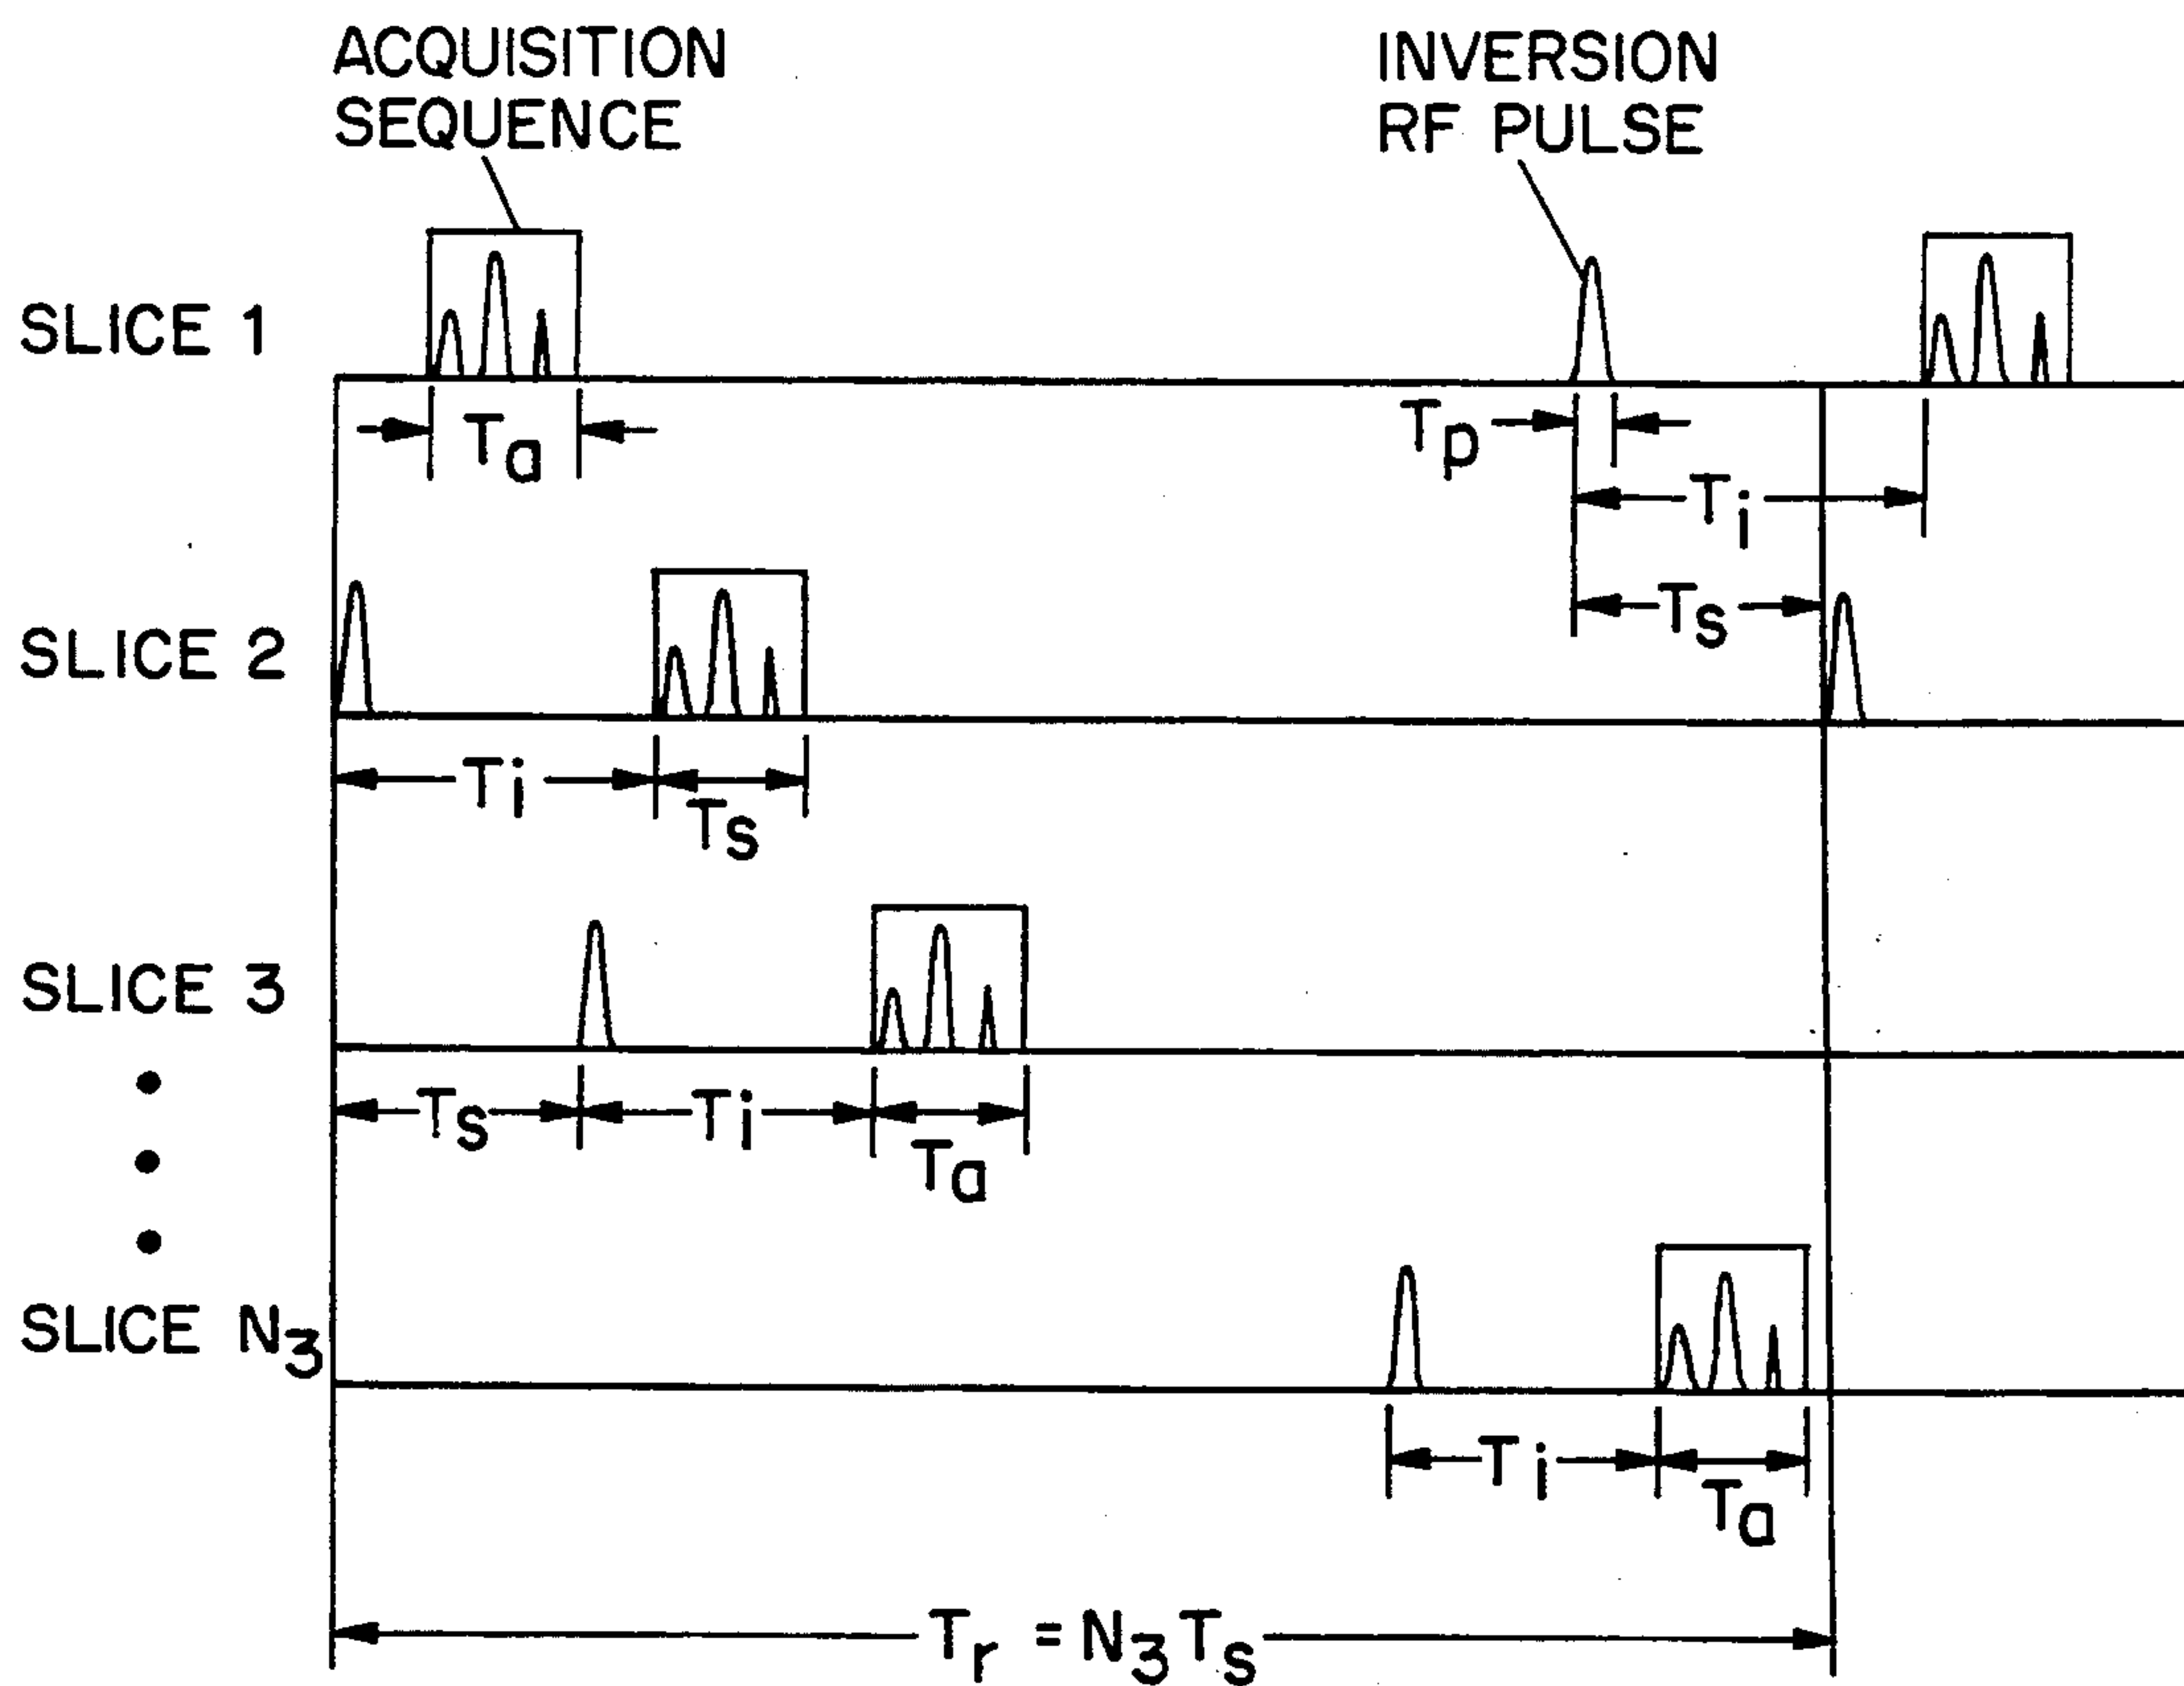 ACQUISITION
SEQUENCE
INVERSION
RF PULSE
SLICE 1
Ta
Tp
Ti
Ts
SLICE 2
Ti
Ts
SLICE 3
Ts
Ti
Ta
SLICE N3
Ti
Ta
Tr = N3Ts